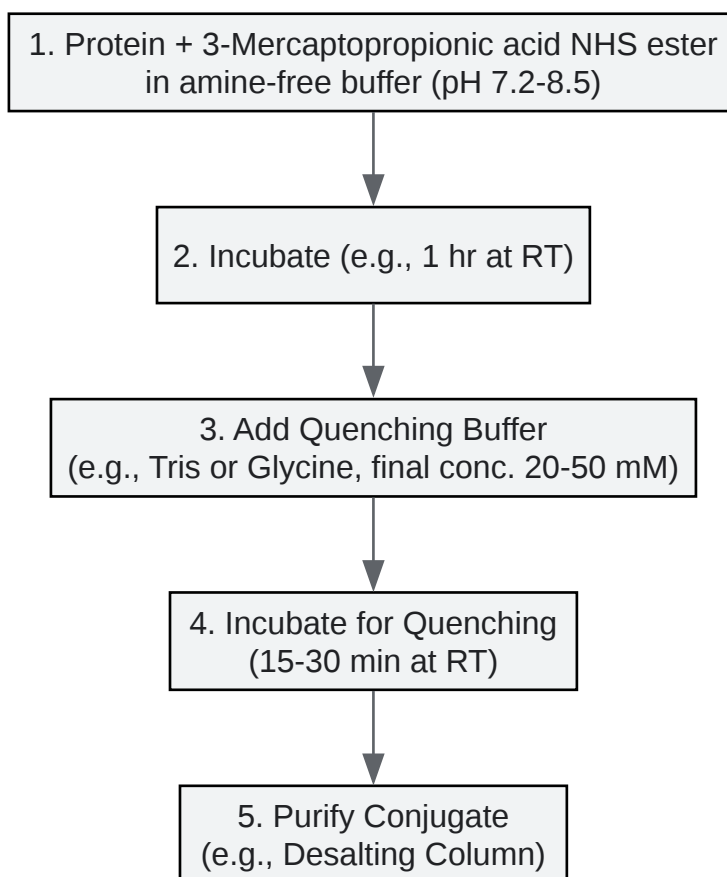 1. Protein + 3-Mercaptopropionic acid NHS ester
in amine-free buffer (pH 7.2-8.5)
2. Incubate (e.g., 1 hr at RT)
3. Add Quenching Buffer
(e.g., Tris or Glycine, final conc. 20-50 mM)
4. Incubate for Quenching
(15-30 min at RT)
5. Purify Conjugate
(e.g., Desalting Column)